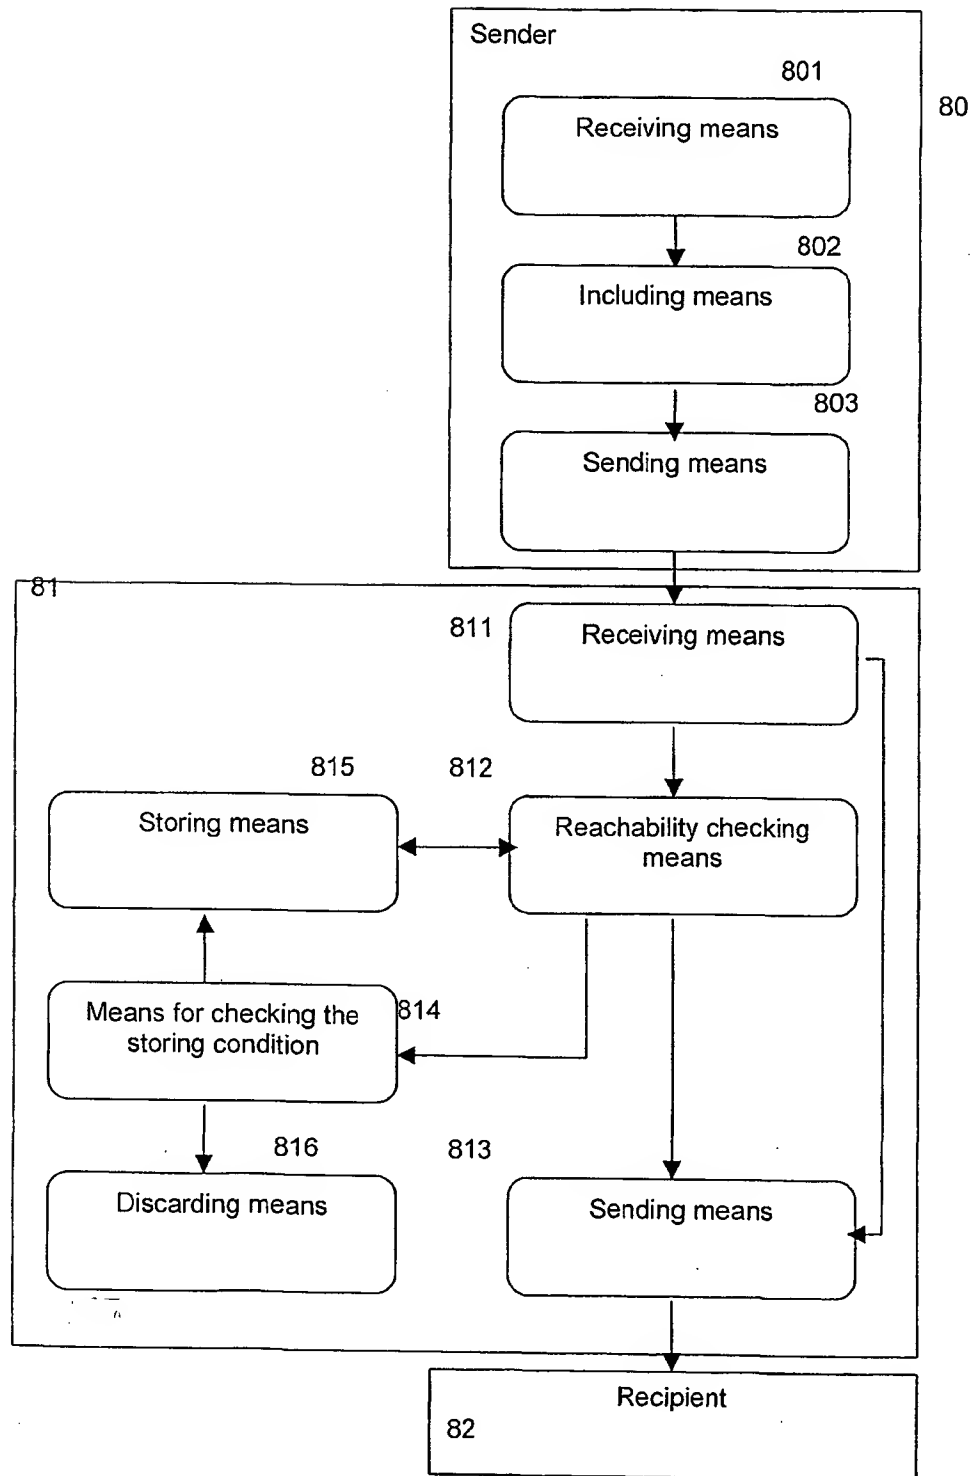 Sender
801
80
Receiving means
802
Including means
803
Sending means
81
811
Receiving means
815
812
Storing means
Reachability checking
means
Means for checking the
storing condition
814
816
813
Discarding means
Sending means
Recipient
82